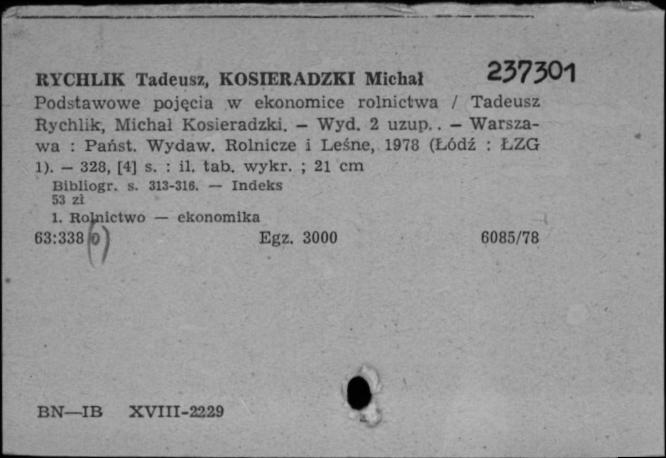 237301
RYCHLIK Tadeusz, KOSIERADZKI Michał
Podstawowe pojęcia w ekonomice rolnictwa / Tadeusz
Rychlik, Michał Kosieradzki. — Wyd. 2 uzup.. — Warsza-
wa : Państ. Wydaw. Rolnicze i Leśne, 1978 (Łódź : ŁZG
1). — 328, [4] s. : il. tab. wykr. ; 21 cm
Bibliogr. s. 313-316. — Indeks
53 zł
1. Rolnictwo — ekonomika
63:338(0) Egz. 3000 6085/78
BN—IB XVIII-2229